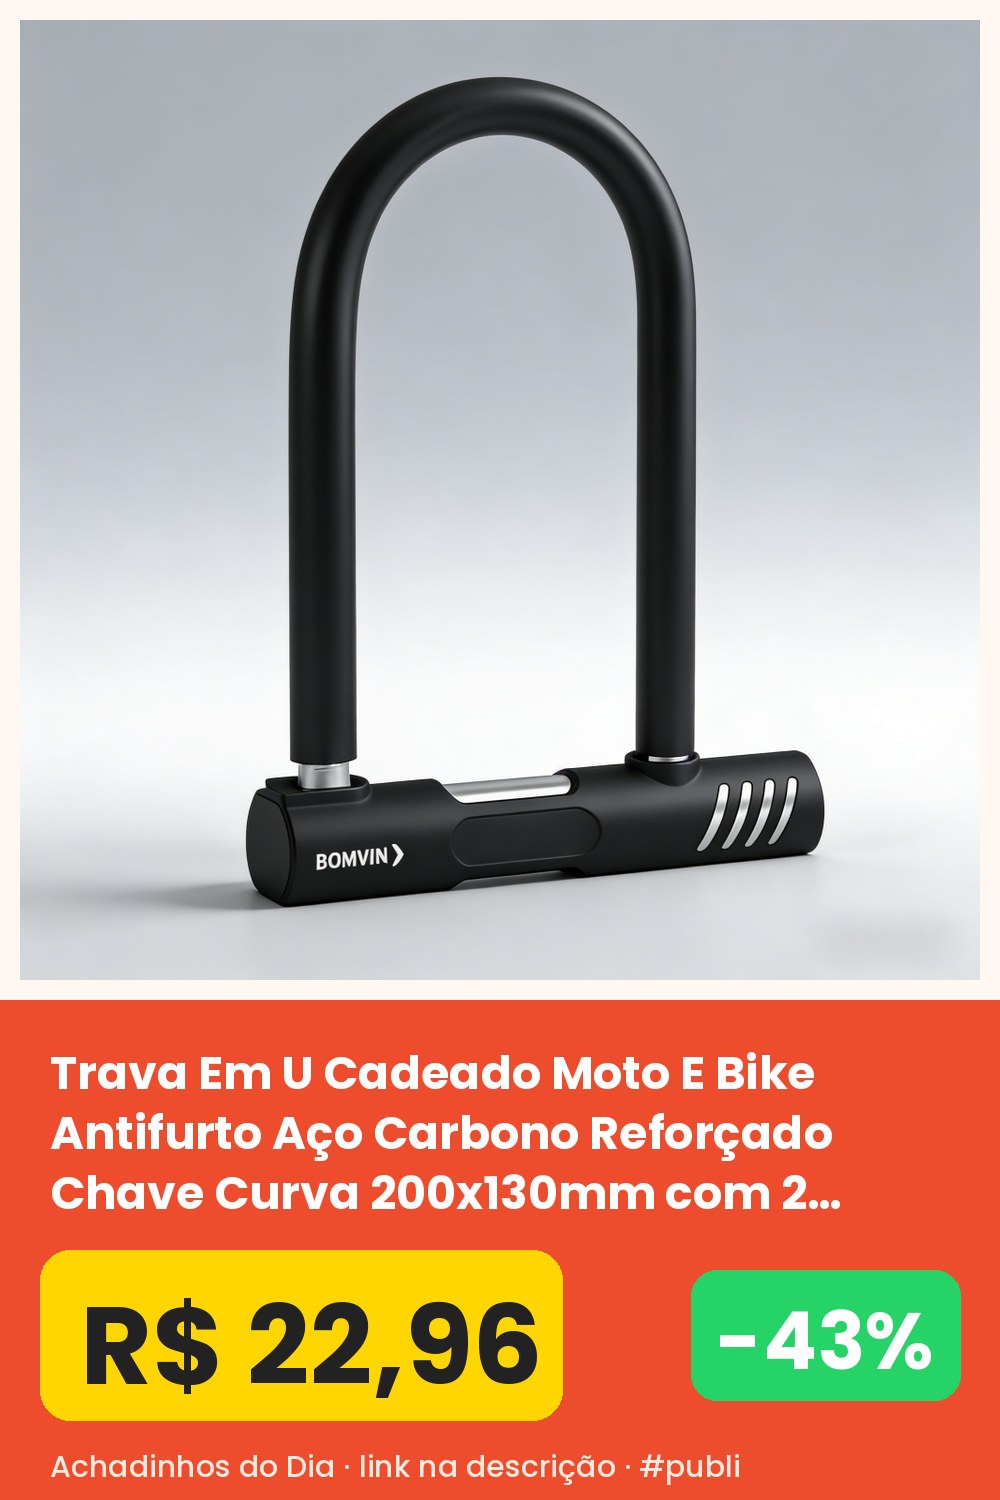 BOMVIN
Trava Em U Cadeado Moto E Bike
Antifurto Aço Carbono Reforçado
Chave Curva 200x130mm com 2...
R$ 22,96
-43%
Achadinhos do Dia · link na descrição · #publi